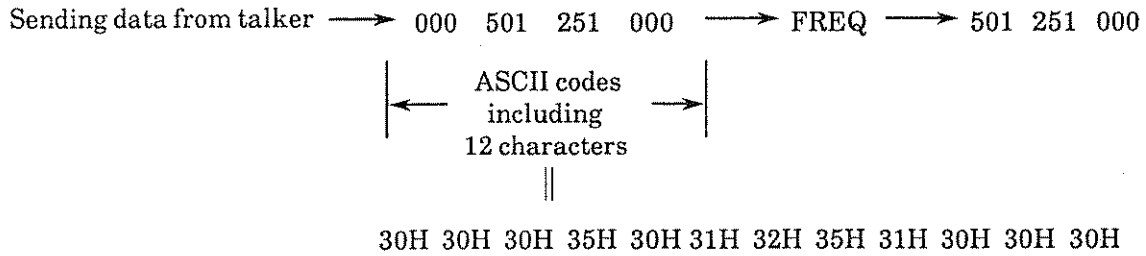 Sending data from talker → 000 501 251 000 → FREQ → 501 251 000
ASCII codes
including
12 characters
||
30H 30H 30H 35H 30H 31H 32H 35H 31H 30H 30H 30H